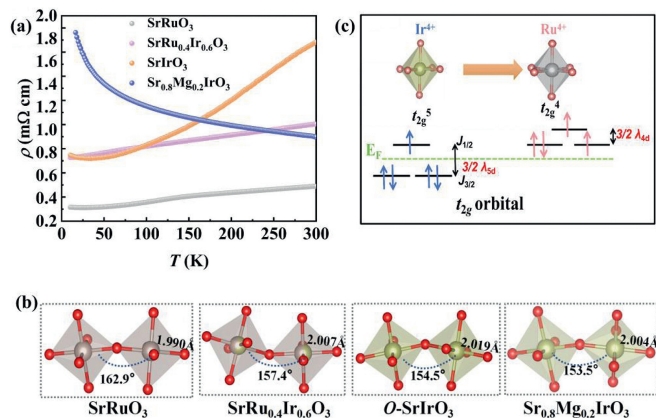 (a)
SrRuO3
SrRu0.4Ir0.6O3
SrIrO3
Sr0.8Mg0.2IrO3
2.0
1.8
1.6
1.4
1.2
1.0
0.8
0.6
0.4
0.2
ρ (mΩ cm)
0 50 100 150 200 250 300
T (K)
(c)
Ir4+
Ru4+
t2g5
t2g4
EF
J1/2
3/2 λ5d
J3/2
3/2 λ4d
t2g orbital
(b)
1.990Å
162.9°
SrRuO3
2.007Å
157.4°
SrRu0.4Ir0.6O3
2.019Å
154.5°
O-SrIrO3
2.004Å
153.5°
Sr0.8Mg0.2IrO3